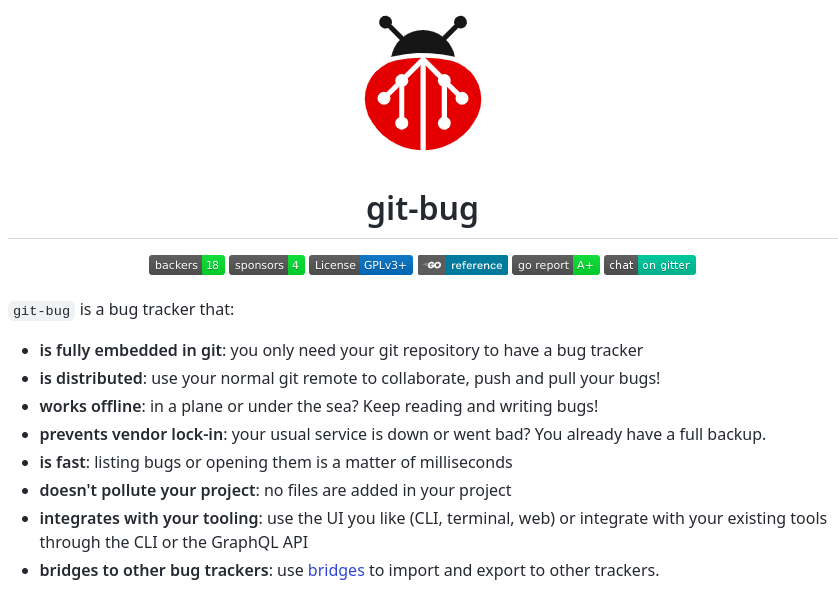 git-bug
backers 18 sponsors 4 License GPLv3+ GO reference go report A+ chat on gitter
git-bug is a bug tracker that:
• is fully embedded in git: you only need your git repository to have a bug tracker
• is distributed: use your normal git remote to collaborate, push and pull your bugs!
• works offline: in a plane or under the sea? Keep reading and writing bugs!
• prevents vendor lock-in: your usual service is down or went bad? You already have a full backup.
• is fast: listing bugs or opening them is a matter of milliseconds
• doesn't pollute your project: no files are added in your project
• integrates with your tooling: use the UI you like (CLI, terminal, web) or integrate with your existing tools
through the CLI or the GraphQL API
• bridges to other bug trackers: use bridges to import and export to other trackers.